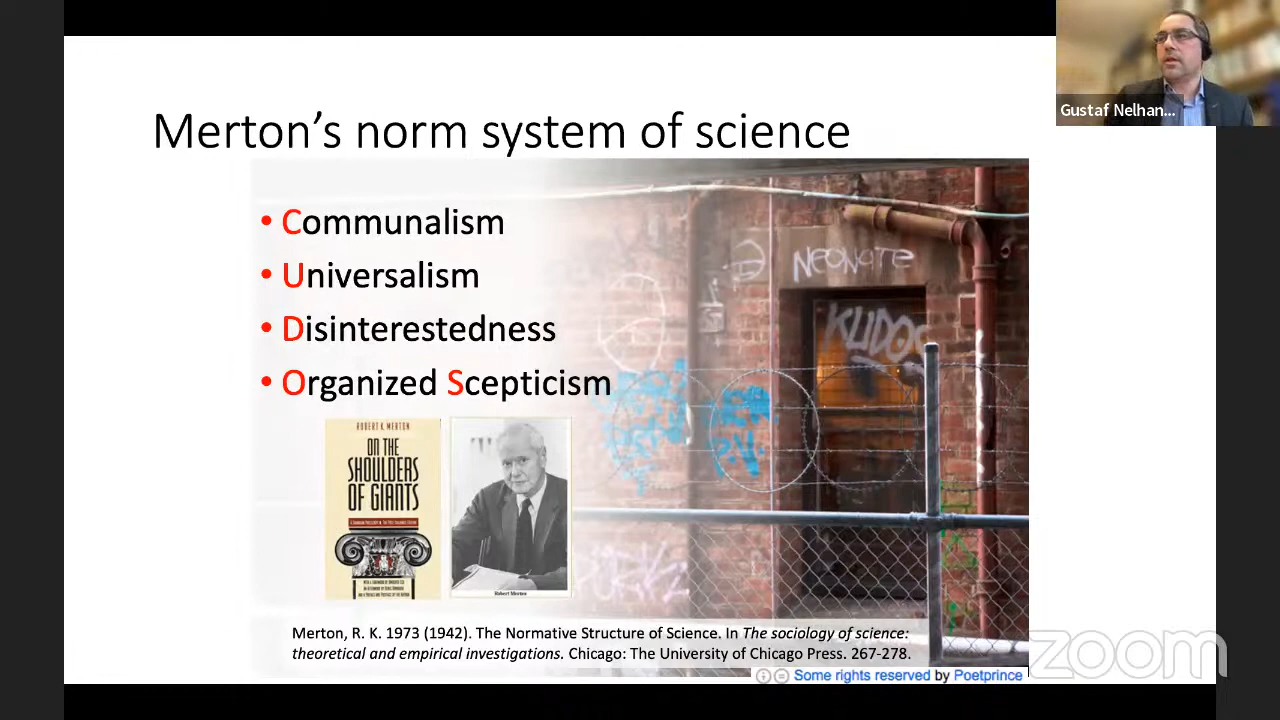 Gustaf Nelhan...
Merton's norm system of science
• Communalism
• Universalism
• Disinterestedness
• Organized Scepticism
NEONATE
KUDOS
ROBERT K. MERTON
ON THE
SHOULDERS
OF GIANTS
Robert Merton
Merton, R. K. 1973 (1942). The Normative Structure of Science. In The sociology of science:
theoretical and empirical investigations. Chicago: The University of Chicago Press. 267-278.
Some rights reserved by Poetprince
zoom